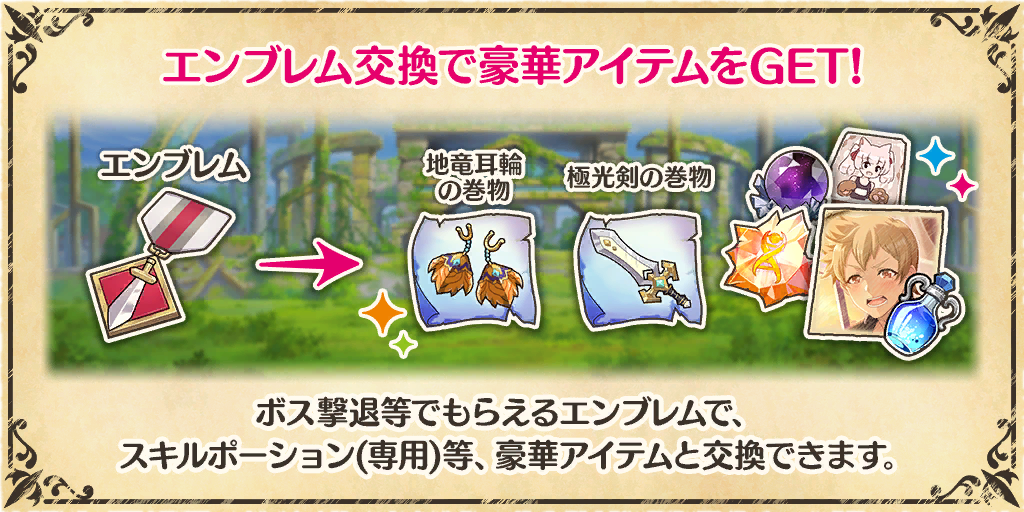 エンブレム交換で豪華アイテムをGET!
エンブレム
地竜耳輪
の巻物
極光剣の巻物
ボス撃退等でもらえるエンブレムで、
スキルポーション(専用)等、豪華アイテムと交換できます。